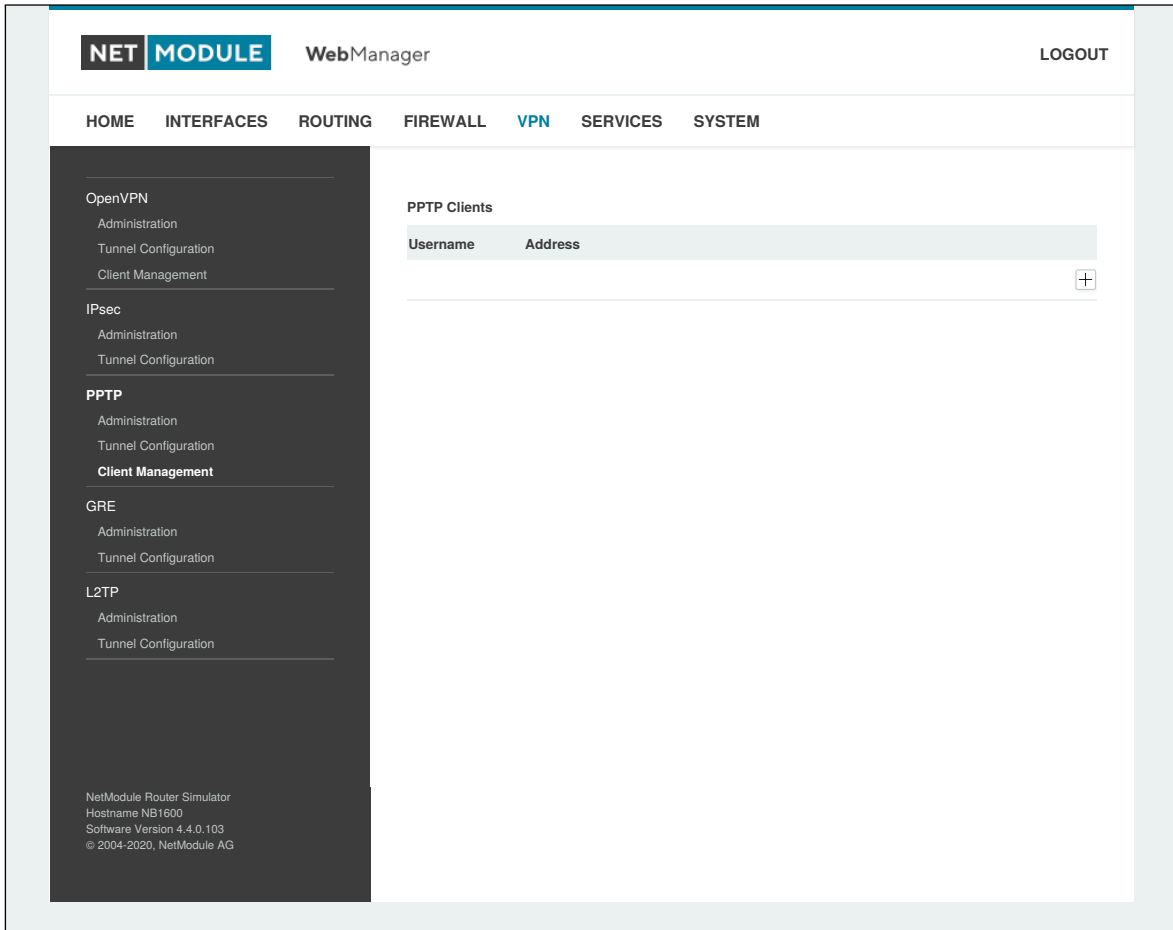 NET MODULE WebManager LOGOUT
HOME INTERFACES ROUTING FIREWALL VPN SERVICES SYSTEM
OpenVPN
Administration
Tunnel Configuration
Client Management
IPsec
Administration
Tunnel Configuration
PPTP
Administration
Tunnel Configuration
Client Management
GRE
Administration
Tunnel Configuration
L2TP
Administration
Tunnel Configuration
NetModule Router Simulator
Hostname NB1600
Software Version 4.4.0.103
© 2004-2020, NetModule AG
PPTP Clients
Username Address